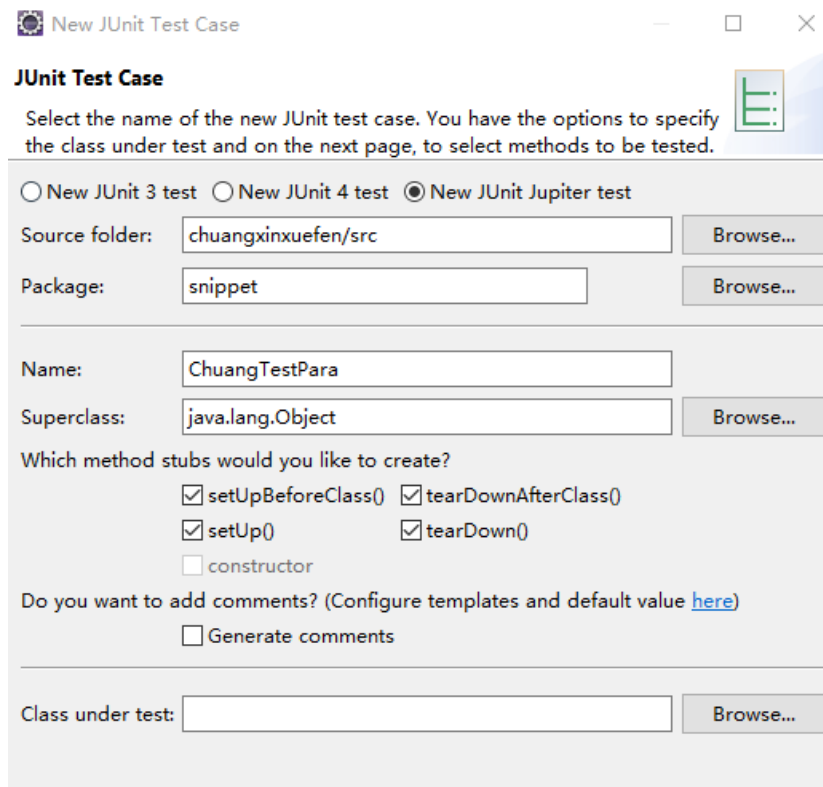 New JUnit Test Case
JUnit Test Case
Select the name of the new JUnit test case. You have the options to specify
the class under test and on the next page, to select methods to be tested.
New JUnit 3 test New JUnit 4 test New JUnit Jupiter test
Source folder: chuangxinxuefen/src Browse...
Package: snippet Browse...
Name: ChuangTestPara
Superclass: java.lang.Object Browse...
Which method stubs would you like to create?
setUpBeforeClass() tearDownAfterClass()
setUp() tearDown()
constructor
Do you want to add comments? (Configure templates and default value here)
Generate comments
Class under test: Browse...